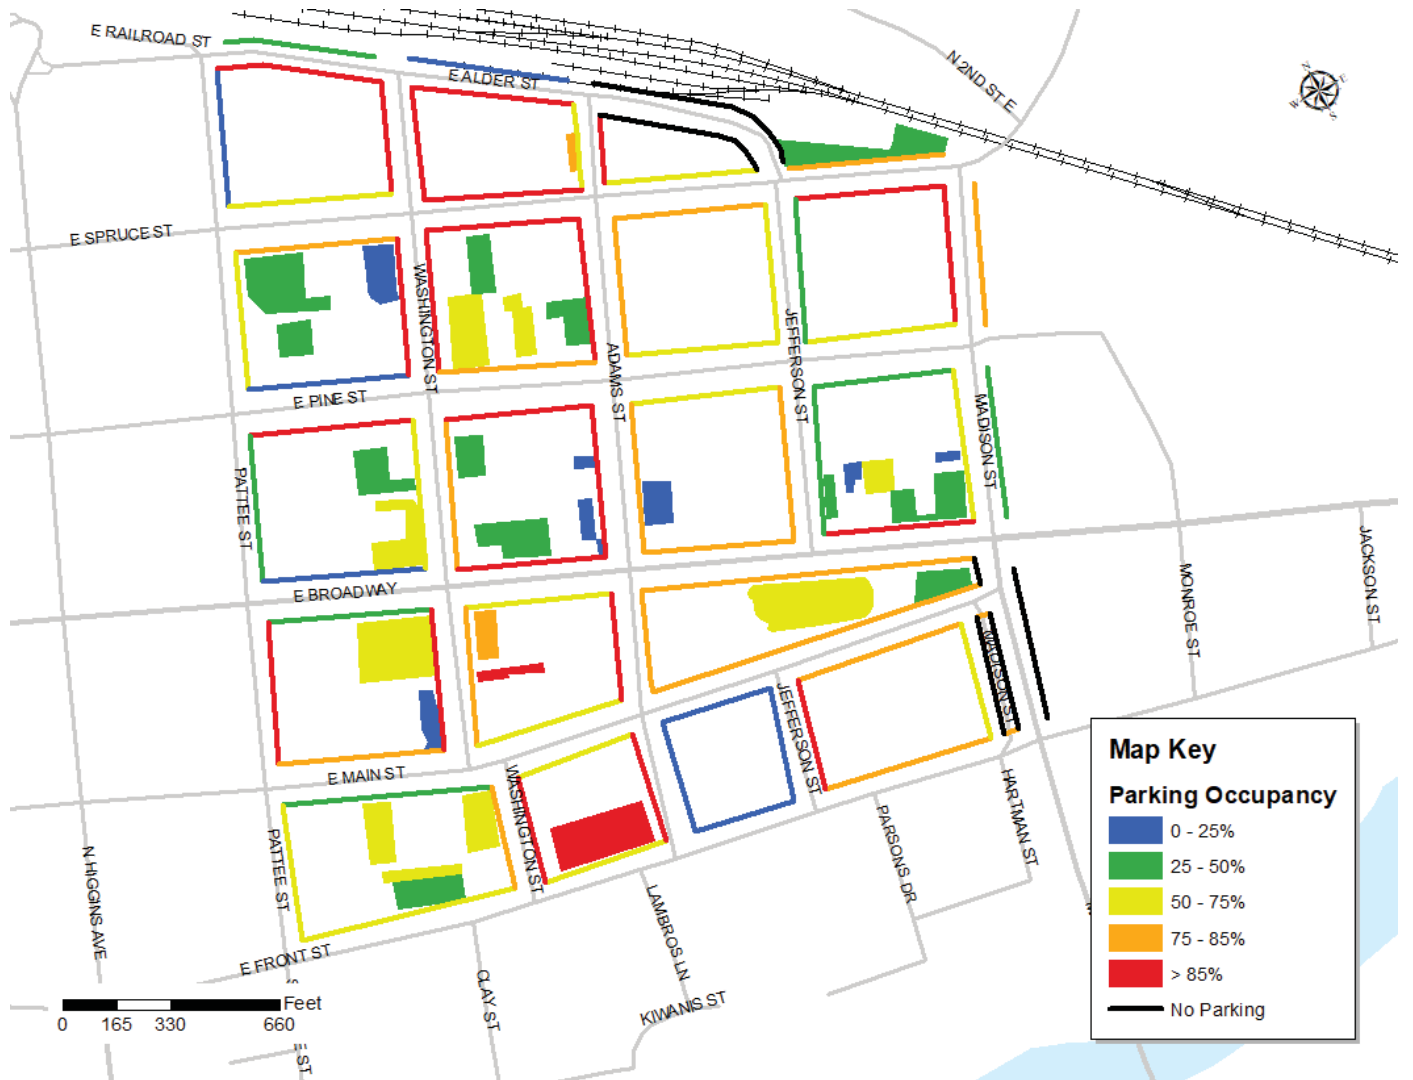 E RAILROAD ST
E ALDER ST
N 2ND ST E
N
E
W
S
E SPRUCE ST
WASHINGTON ST
JEFFERSON ST
ADAMS ST
E PINE ST
MADISON ST
PATTEE ST
JACKSON ST
MONROE ST
E BROADWAY
MADISON ST
JEFFERSON ST
E MAIN ST
WASHINGTON ST
HARTMAN ST
PARSONS DR
PATTEE ST
N HIGGINS AVE
LAMBROS LN
E FRONT ST
CLAY ST
KIWANIS ST
E ST
Feet
0 165 330 660
Map Key
Parking Occupancy
0 - 25%
25 - 50%
50 - 75%
75 - 85%
> 85%
No Parking